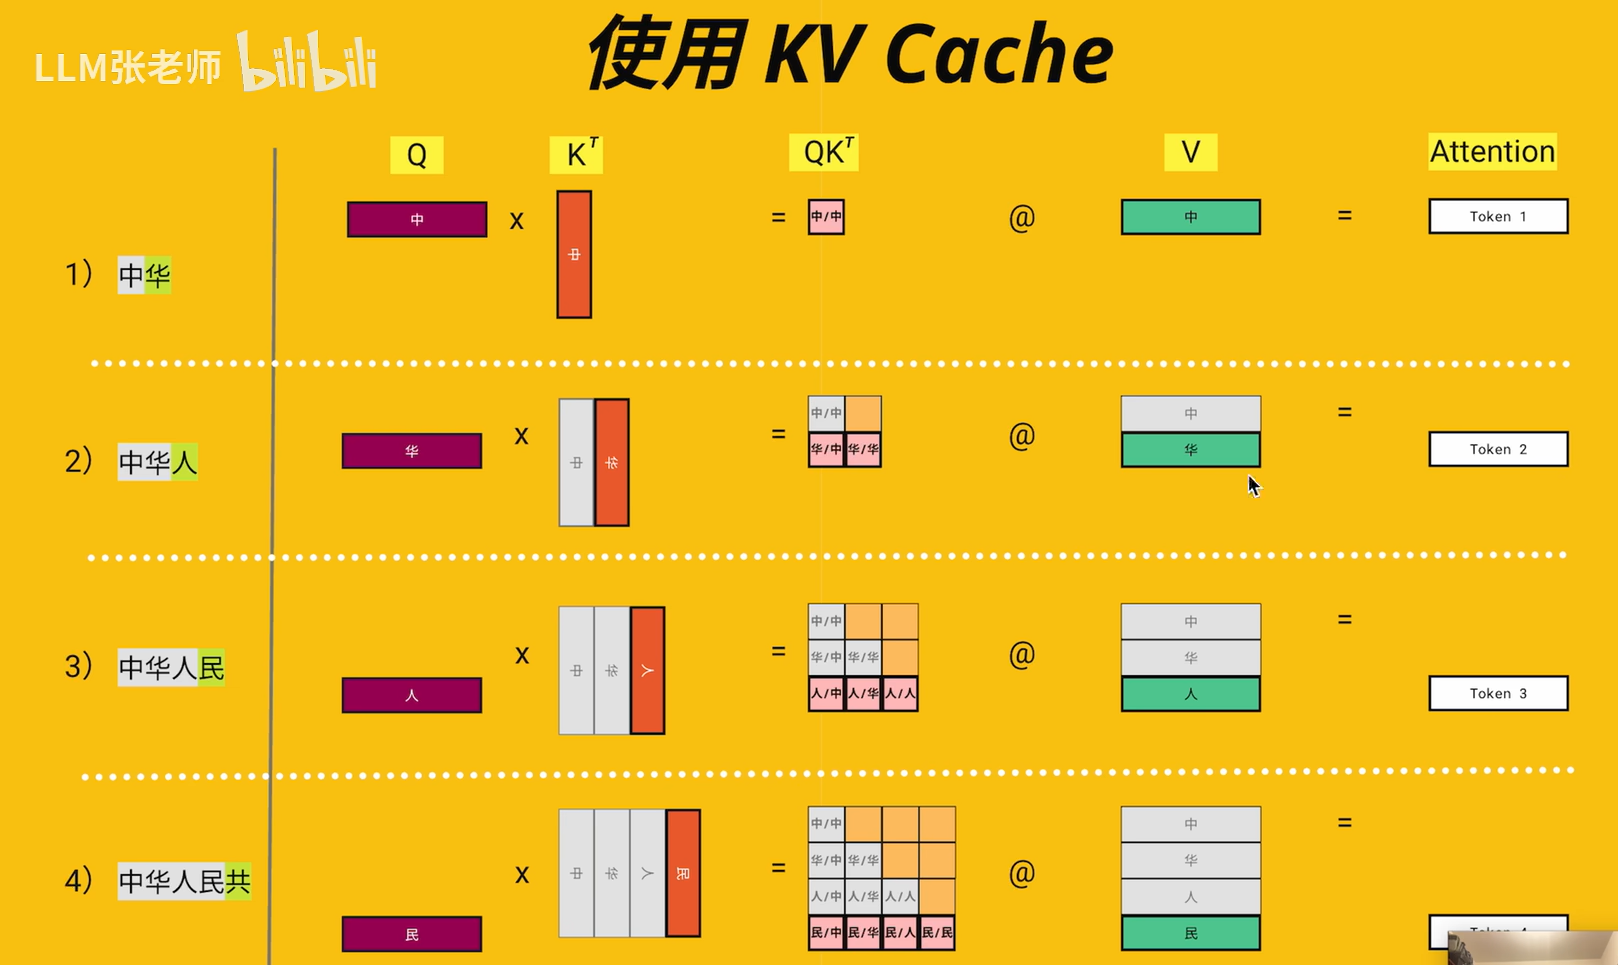 使用 KV Cache
LLM张老师 bilibili
Q K^T QK^T V Attention
中 x 中 = 中/中 @ 中 = Token 1
1) 中华
中/中 中 =
2) 中华人 华 x 中 华 = 华/中 华/华 @ 华 Token 2
中/中 中 =
华/中 华/华 华
3) 中华人民 人 x 中 华 人 = 人/中 人/华 人/人 @ 人 Token 3
中/中 中 =
华/中 华/华 华
人/中 人/华 人/人 人
4) 中华人民共 民 x 中 华 人 民 = 民/中 民/华 民/人 民/民 @ 民